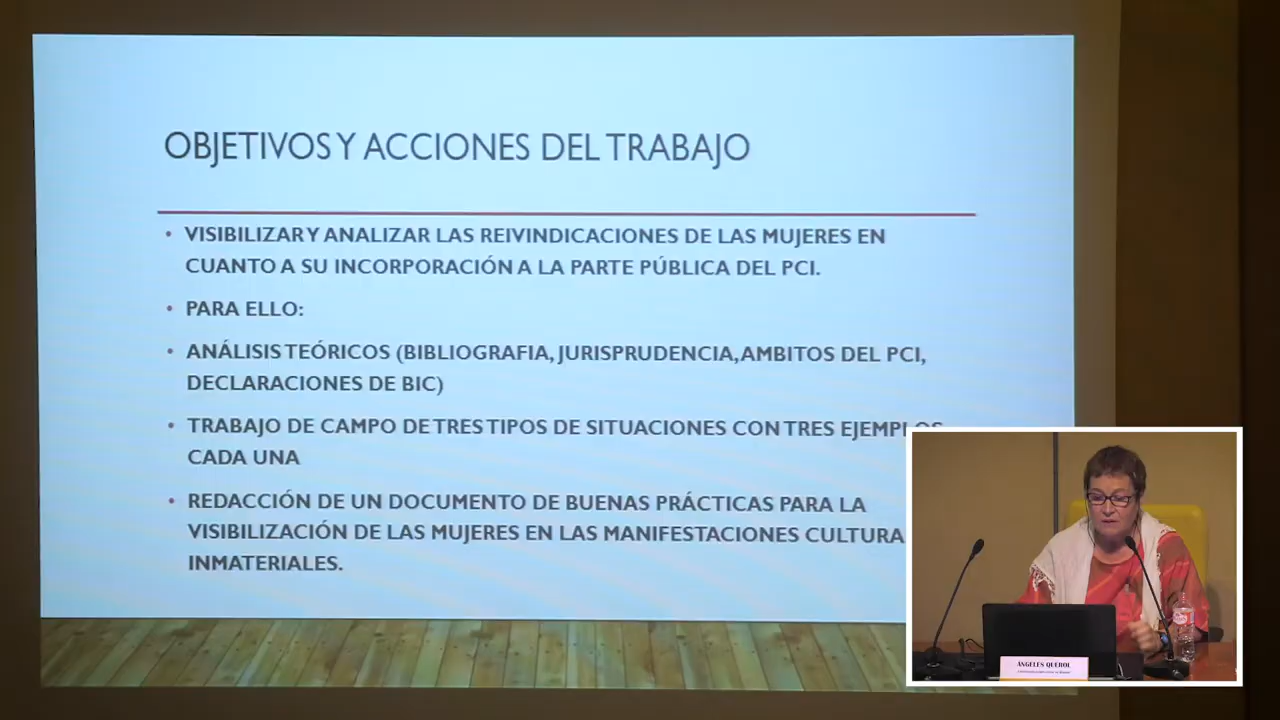 OBJETIVOS Y ACCIONES DEL TRABAJO
• VISIBILIZAR Y ANALIZAR LAS REIVINDICACIONES DE LAS MUJERES EN
CUANTO A SU INCORPORACIÓN A LA PARTE PÚBLICA DEL PCI.
• PARA ELLO:
• ANÁLISIS TEÓRICOS (BIBLIOGRAFIA, JURISPRUDENCIA, AMBITOS DEL PCI,
DECLARACIONES DE BIC)
• TRABAJO DE CAMPO DE TRES TIPOS DE SITUACIONES CON TRES EJEMPLOS
CADA UNA
• REDACCIÓN DE UN DOCUMENTO DE BUENAS PRÁCTICAS PARA LA
VISIBILIZACIÓN DE LAS MUJERES EN LAS MANIFESTACIONES CULTURA
INMATERIALES.
ÁNGELES QUEROL